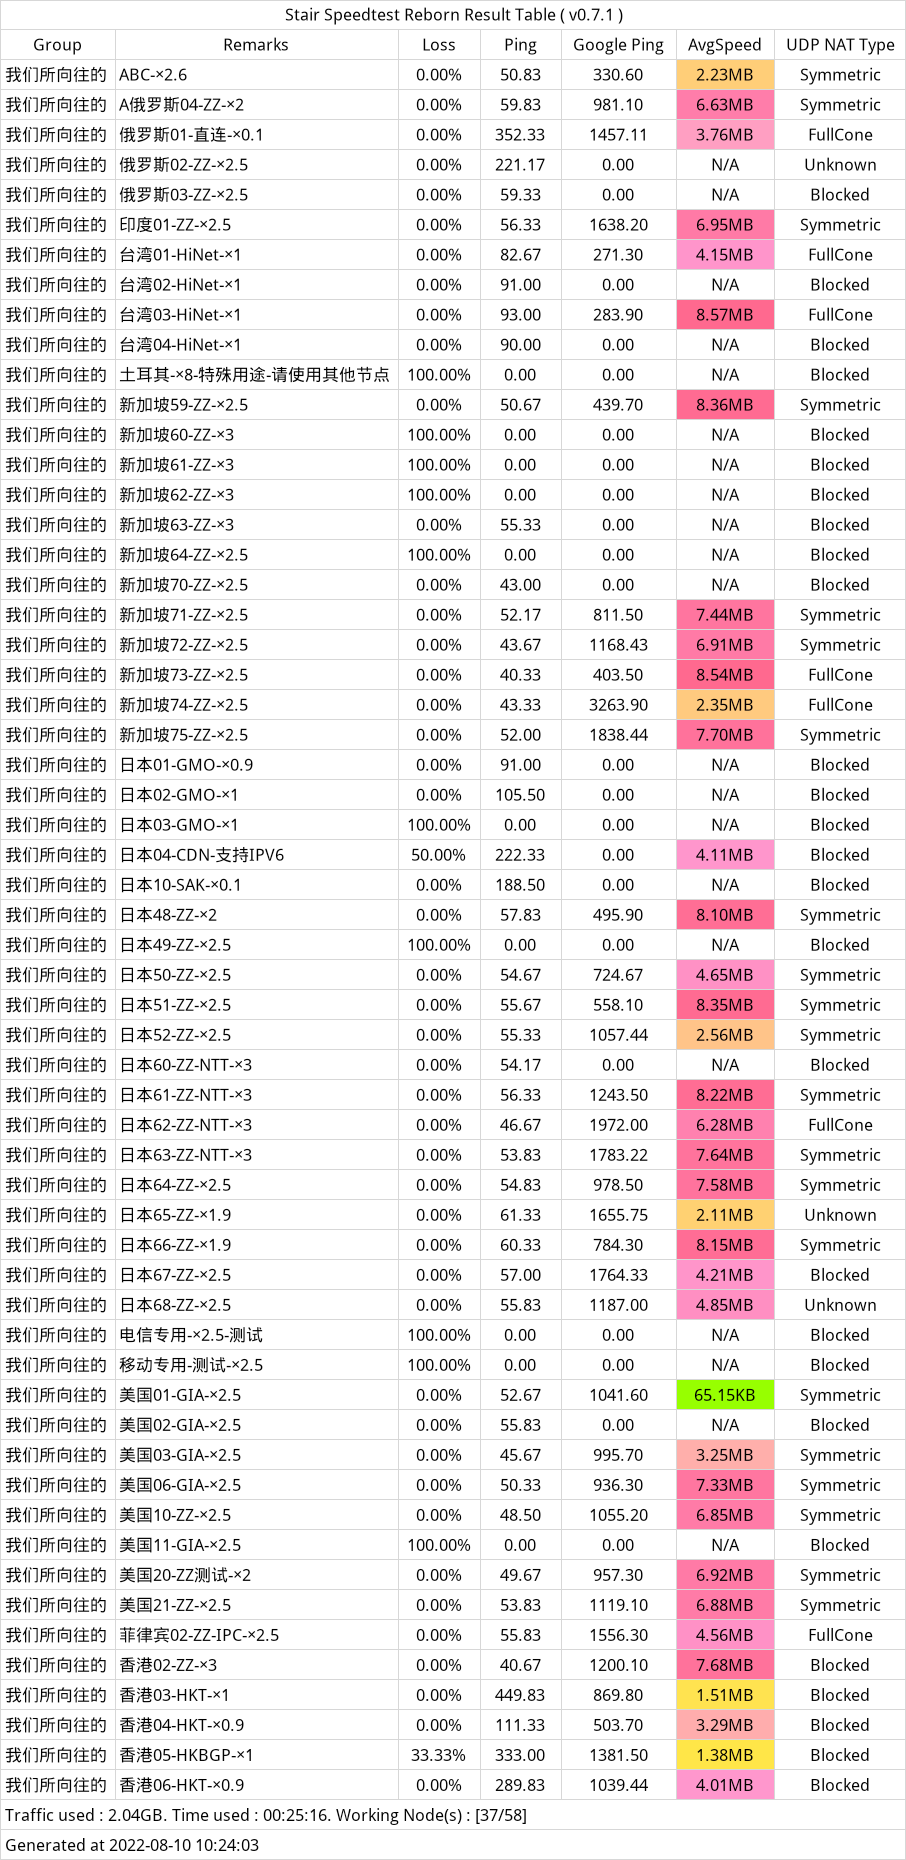 Stair Speedtest Reborn Result Table ( v0.7.1 )
Group Remarks Loss Ping Google Ping AvgSpeed UDP NAT Type
我们所向往的 ABC-×2.6 0.00% 50.83 330.60 2.23MB Symmetric
我们所向往的 A俄罗斯04-ZZ-×2 0.00% 59.83 981.10 6.63MB Symmetric
我们所向往的 俄罗斯01-直连-×0.1 0.00% 352.33 1457.11 3.76MB FullCone
我们所向往的 俄罗斯02-ZZ-×2.5 0.00% 221.17 0.00 N/A Unknown
我们所向往的 俄罗斯03-ZZ-×2.5 0.00% 59.33 0.00 N/A Blocked
我们所向往的 印度01-ZZ-×2.5 0.00% 56.33 1638.20 6.95MB Symmetric
我们所向往的 台湾01-HiNet-×1 0.00% 82.67 271.30 4.15MB FullCone
我们所向往的 台湾02-HiNet-×1 0.00% 91.00 0.00 N/A Blocked
我们所向往的 台湾03-HiNet-×1 0.00% 93.00 283.90 8.57MB FullCone
我们所向往的 台湾04-HiNet-×1 0.00% 90.00 0.00 N/A Blocked
我们所向往的 土耳其-×8-特殊用途-请使用其他节点 100.00% 0.00 0.00 N/A Blocked
我们所向往的 新加坡59-ZZ-×2.5 0.00% 50.67 439.70 8.36MB Symmetric
我们所向往的 新加坡60-ZZ-×3 100.00% 0.00 0.00 N/A Blocked
我们所向往的 新加坡61-ZZ-×3 100.00% 0.00 0.00 N/A Blocked
我们所向往的 新加坡62-ZZ-×3 100.00% 0.00 0.00 N/A Blocked
我们所向往的 新加坡63-ZZ-×3 0.00% 55.33 0.00 N/A Blocked
我们所向往的 新加坡64-ZZ-×2.5 100.00% 0.00 0.00 N/A Blocked
我们所向往的 新加坡70-ZZ-×2.5 0.00% 43.00 0.00 N/A Blocked
我们所向往的 新加坡71-ZZ-×2.5 0.00% 52.17 811.50 7.44MB Symmetric
我们所向往的 新加坡72-ZZ-×2.5 0.00% 43.67 1168.43 6.91MB Symmetric
我们所向往的 新加坡73-ZZ-×2.5 0.00% 40.33 403.50 8.54MB FullCone
我们所向往的 新加坡74-ZZ-×2.5 0.00% 43.33 3263.90 2.35MB FullCone
我们所向往的 新加坡75-ZZ-×2.5 0.00% 52.00 1838.44 7.70MB Symmetric
我们所向往的 日本01-GMO-×0.9 0.00% 91.00 0.00 N/A Blocked
我们所向往的 日本02-GMO-×1 0.00% 105.50 0.00 N/A Blocked
我们所向往的 日本03-GMO-×1 100.00% 0.00 0.00 N/A Blocked
我们所向往的 日本04-CDN-支持IPV6 50.00% 222.33 0.00 4.11MB Blocked
我们所向往的 日本10-SAK-×0.1 0.00% 188.50 0.00 N/A Blocked
我们所向往的 日本48-ZZ-×2 0.00% 57.83 495.90 8.10MB Symmetric
我们所向往的 日本49-ZZ-×2.5 100.00% 0.00 0.00 N/A Blocked
我们所向往的 日本50-ZZ-×2.5 0.00% 54.67 724.67 4.65MB Symmetric
我们所向往的 日本51-ZZ-×2.5 0.00% 55.67 558.10 8.35MB Symmetric
我们所向往的 日本52-ZZ-×2.5 0.00% 55.33 1057.44 2.56MB Symmetric
我们所向往的 日本60-ZZ-NTT-×3 0.00% 54.17 0.00 N/A Blocked
我们所向往的 日本61-ZZ-NTT-×3 0.00% 56.33 1243.50 8.22MB Symmetric
我们所向往的 日本62-ZZ-NTT-×3 0.00% 46.67 1972.00 6.28MB FullCone
我们所向往的 日本63-ZZ-NTT-×3 0.00% 53.83 1783.22 7.64MB Symmetric
我们所向往的 日本64-ZZ-×2.5 0.00% 54.83 978.50 7.58MB Symmetric
我们所向往的 日本65-ZZ-×1.9 0.00% 61.33 1655.75 2.11MB Unknown
我们所向往的 日本66-ZZ-×1.9 0.00% 60.33 784.30 8.15MB Symmetric
我们所向往的 日本67-ZZ-×2.5 0.00% 57.00 1764.33 4.21MB Blocked
我们所向往的 日本68-ZZ-×2.5 0.00% 55.83 1187.00 4.85MB Unknown
我们所向往的 电信专用-×2.5-测试 100.00% 0.00 0.00 N/A Blocked
我们所向往的 移动专用-测试-×2.5 100.00% 0.00 0.00 N/A Blocked
我们所向往的 美国01-GIA-×2.5 0.00% 52.67 1041.60 65.15KB Symmetric
我们所向往的 美国02-GIA-×2.5 0.00% 55.83 0.00 N/A Blocked
我们所向往的 美国03-GIA-×2.5 0.00% 45.67 995.70 3.25MB Symmetric
我们所向往的 美国06-GIA-×2.5 0.00% 50.33 936.30 7.33MB Symmetric
我们所向往的 美国10-ZZ-×2.5 0.00% 48.50 1055.20 6.85MB Symmetric
我们所向往的 美国11-GIA-×2.5 100.00% 0.00 0.00 N/A Blocked
我们所向往的 美国20-ZZ测试-×2 0.00% 49.67 957.30 6.92MB Symmetric
我们所向往的 美国21-ZZ-×2.5 0.00% 53.83 1119.10 6.88MB Symmetric
我们所向往的 菲律宾02-ZZ-IPC-×2.5 0.00% 55.83 1556.30 4.56MB FullCone
我们所向往的 香港02-ZZ-×3 0.00% 40.67 1200.10 7.68MB Blocked
我们所向往的 香港03-HKT-×1 0.00% 449.83 869.80 1.51MB Blocked
我们所向往的 香港04-HKT-×0.9 0.00% 111.33 503.70 3.29MB Blocked
我们所向往的 香港05-HKBGP-×1 33.33% 333.00 1381.50 1.38MB Blocked
我们所向往的 香港06-HKT-×0.9 0.00% 289.83 1039.44 4.01MB Blocked
Traffic used : 2.04GB. Time used : 00:25:16. Working Node(s) : [37/58]
Generated at 2022-08-10 10:24:03